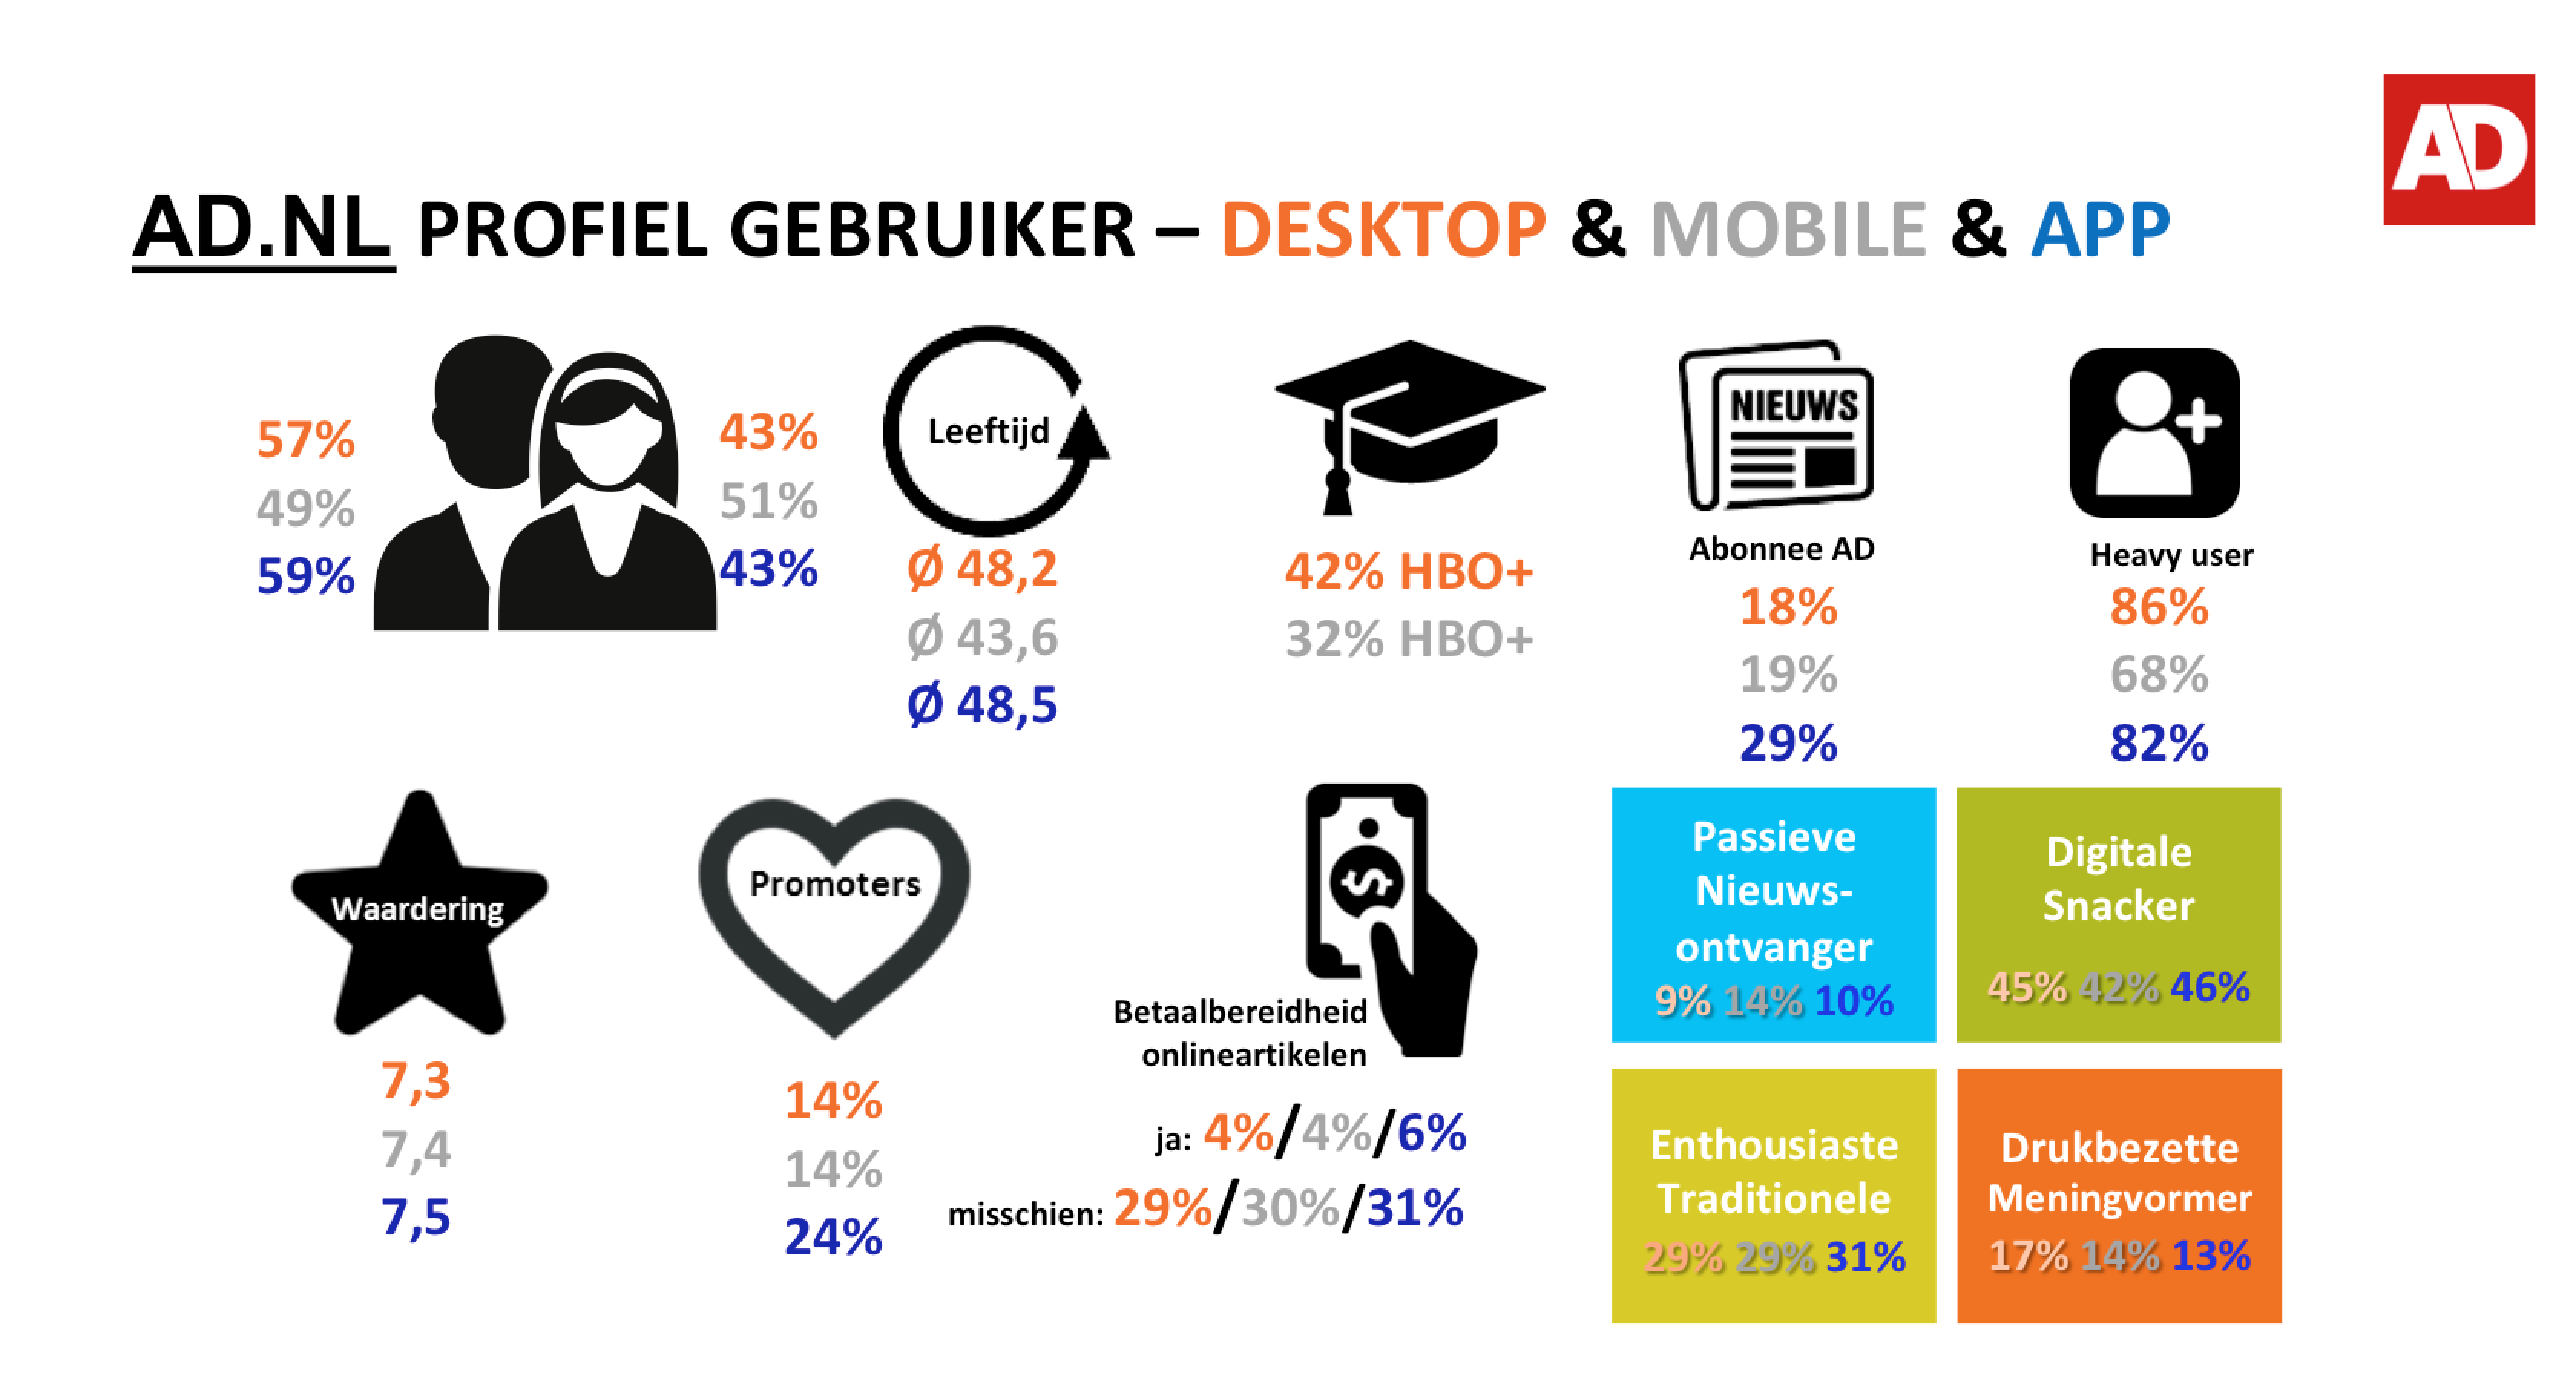 AD
AD.NL PROFIEL GEBRUIKER – DESKTOP & MOBILE & APP
57%
49%
59%
43%
51%
43%
Leeftijd
Ø 48,2
Ø 43,6
Ø 48,5
42% HBO+
32% HBO+
NIEUWS
Abonnee AD
18%
19%
29%
Heavy user
86%
68%
82%
Waardering
7,3
7,4
7,5
Promoters
14%
14%
24%
Betaalbereidheid
onlineartikelen
ja: 4%/4%/6%
misschien: 29%/30%/31%
Passieve
Nieuws-
ontvanger
9% 14% 10%
Digitale
Snacker
45% 42% 46%
Enthousiaste
Traditionele
29% 29% 31%
Drukbezette
Meningvormer
17% 14% 13%